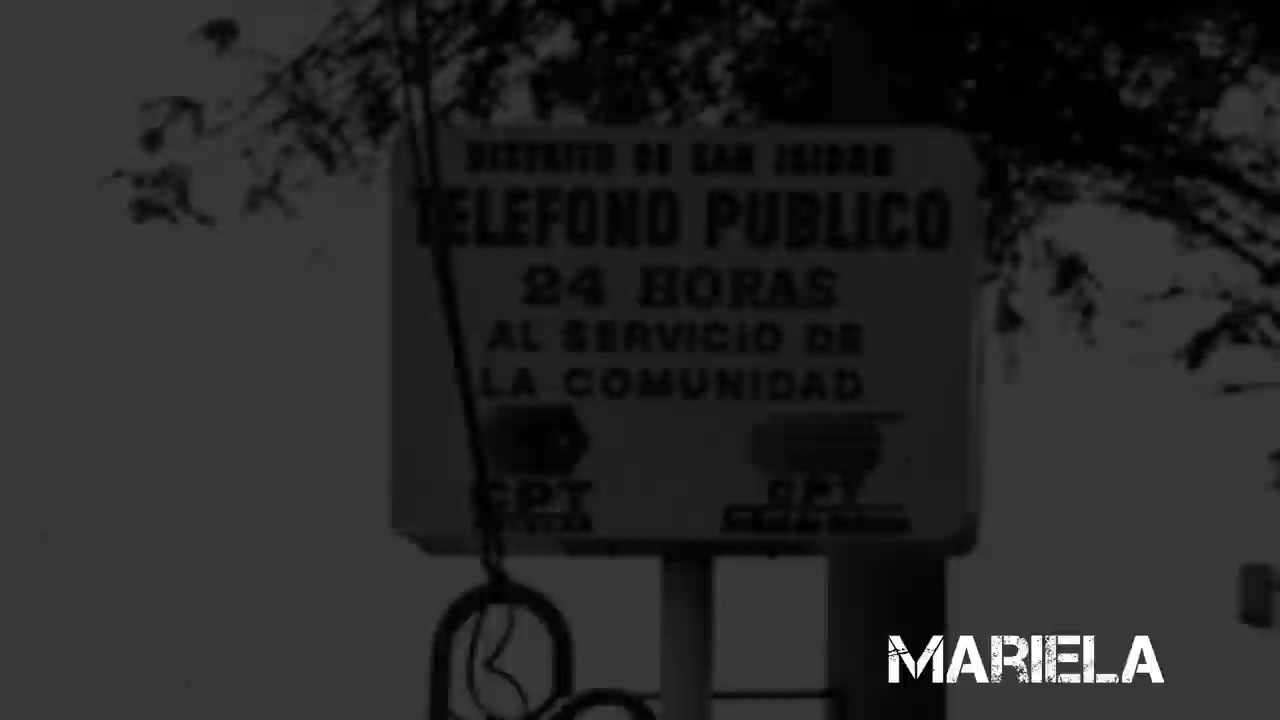 DISTRITO DE SAN ISIDRO
TELEFONO PUBLICO
24 HORAS
AL SERVICIO DE
LA COMUNIDAD
CPT
CPT
MARIELA